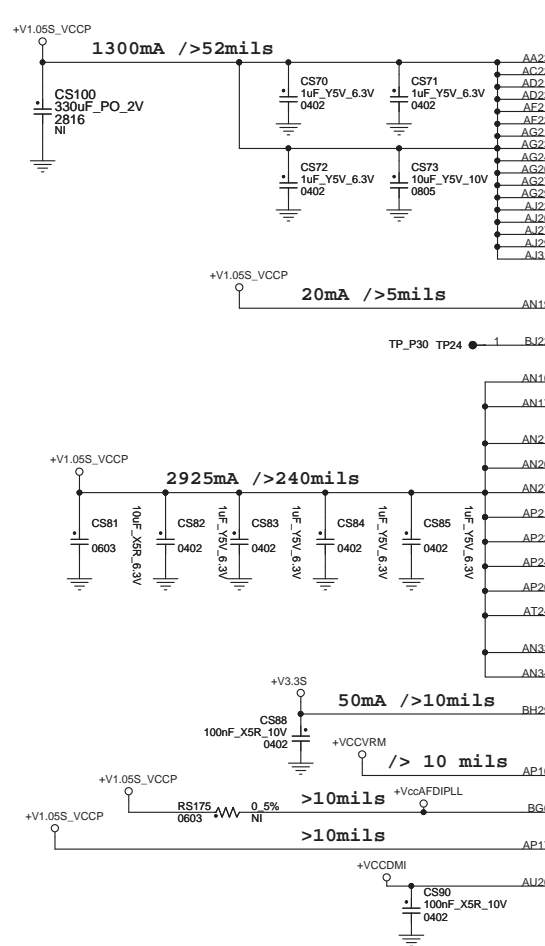 +V1.05S_VCCP
1300mA />52mils
CS100
330uF_PO_2V
2816
NI
CS70
1uF_Y5V_6.3V
0402
CS71
1uF_Y5V_6.3V
0402
CS72
1uF_Y5V_6.3V
0402
CS73
10uF_Y5V_10V
0805
+V1.05S_VCCP
20mA />5mils
TP_P30 TP24 1
+V1.05S_VCCP
2925mA />240mils
CS81
0603
10uF_X5R_6.3V
CS82
0402
1uF_Y5V_6.3V
CS83
0402
1uF_Y5V_6.3V
CS84
0402
1uF_Y5V_6.3V
CS85
0402
1uF_Y5V_6.3V
+V3.3S
50mA />10mils
CS88
100nF_X5R_10V
0402
+VCCVRM
/> 10 mils
+V1.05S_VCCP
RS175
0603
0_5%
NI
>10mils
+VccAFDIPLL
+V1.05S_VCCP
>10mils
+VCCDMI
CS90
100nF_X5R_10V
0402